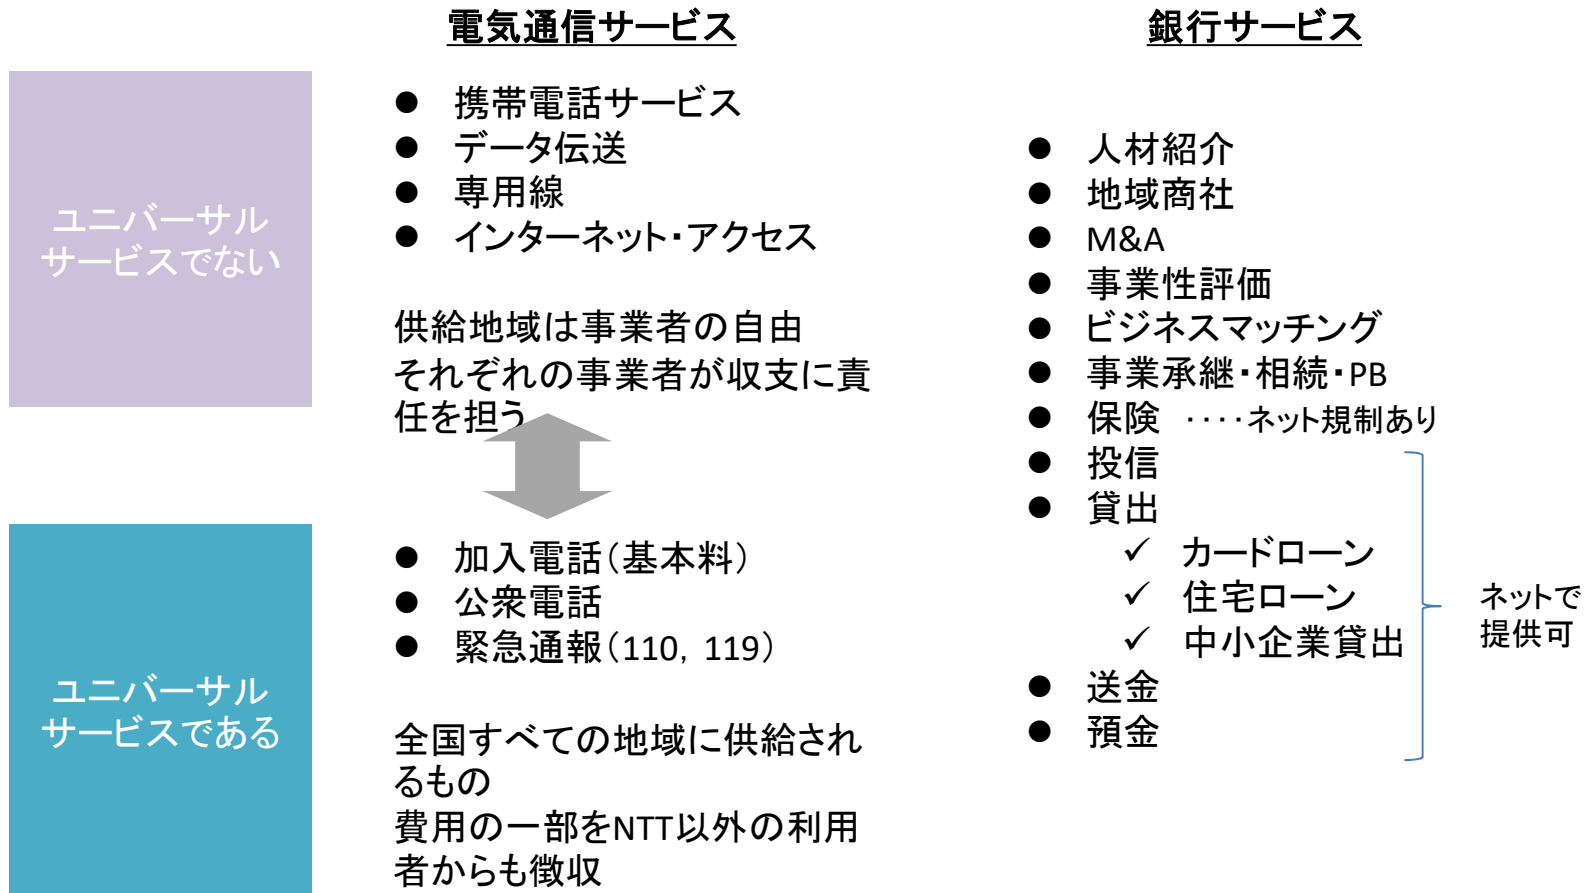 電気通信サービス
銀行サービス
ユニバーサル
サービスでない
● 携帯電話サービス
● データ伝送
● 専用線
● インターネット・アクセス
供給地域は事業者の自由
それぞれの事業者が収支に責
任を担う
ユニバーサル
サービスである
● 加入電話（基本料）
● 公衆電話
● 緊急通報（110，119）
全国すべての地域に供給され
るもの
費用の一部をNTT以外の利用
者からも徴収
● 人材紹介
● 地域商社
● M&A
● 事業性評価
● ビジネスマッチング
● 事業承継・相続・PB
● 保険 ‥‥ネット規制あり
● 投信
● 貸出
✓ カードローン
✓ 住宅ローン
✓ 中小企業貸出
● 送金
● 預金
ネットで
提供可